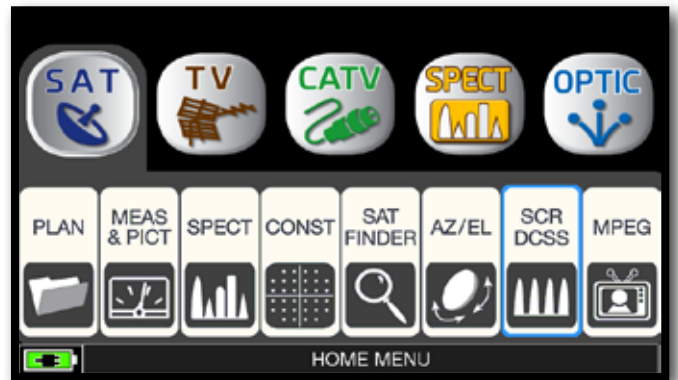 SAT
TV
CATV
SPECT
OPTIC
PLAN
MEAS
& PICT
SPECT
CONST
SAT
FINDER
AZ/EL
SCR
DCSS
MPEG
HOME MENU